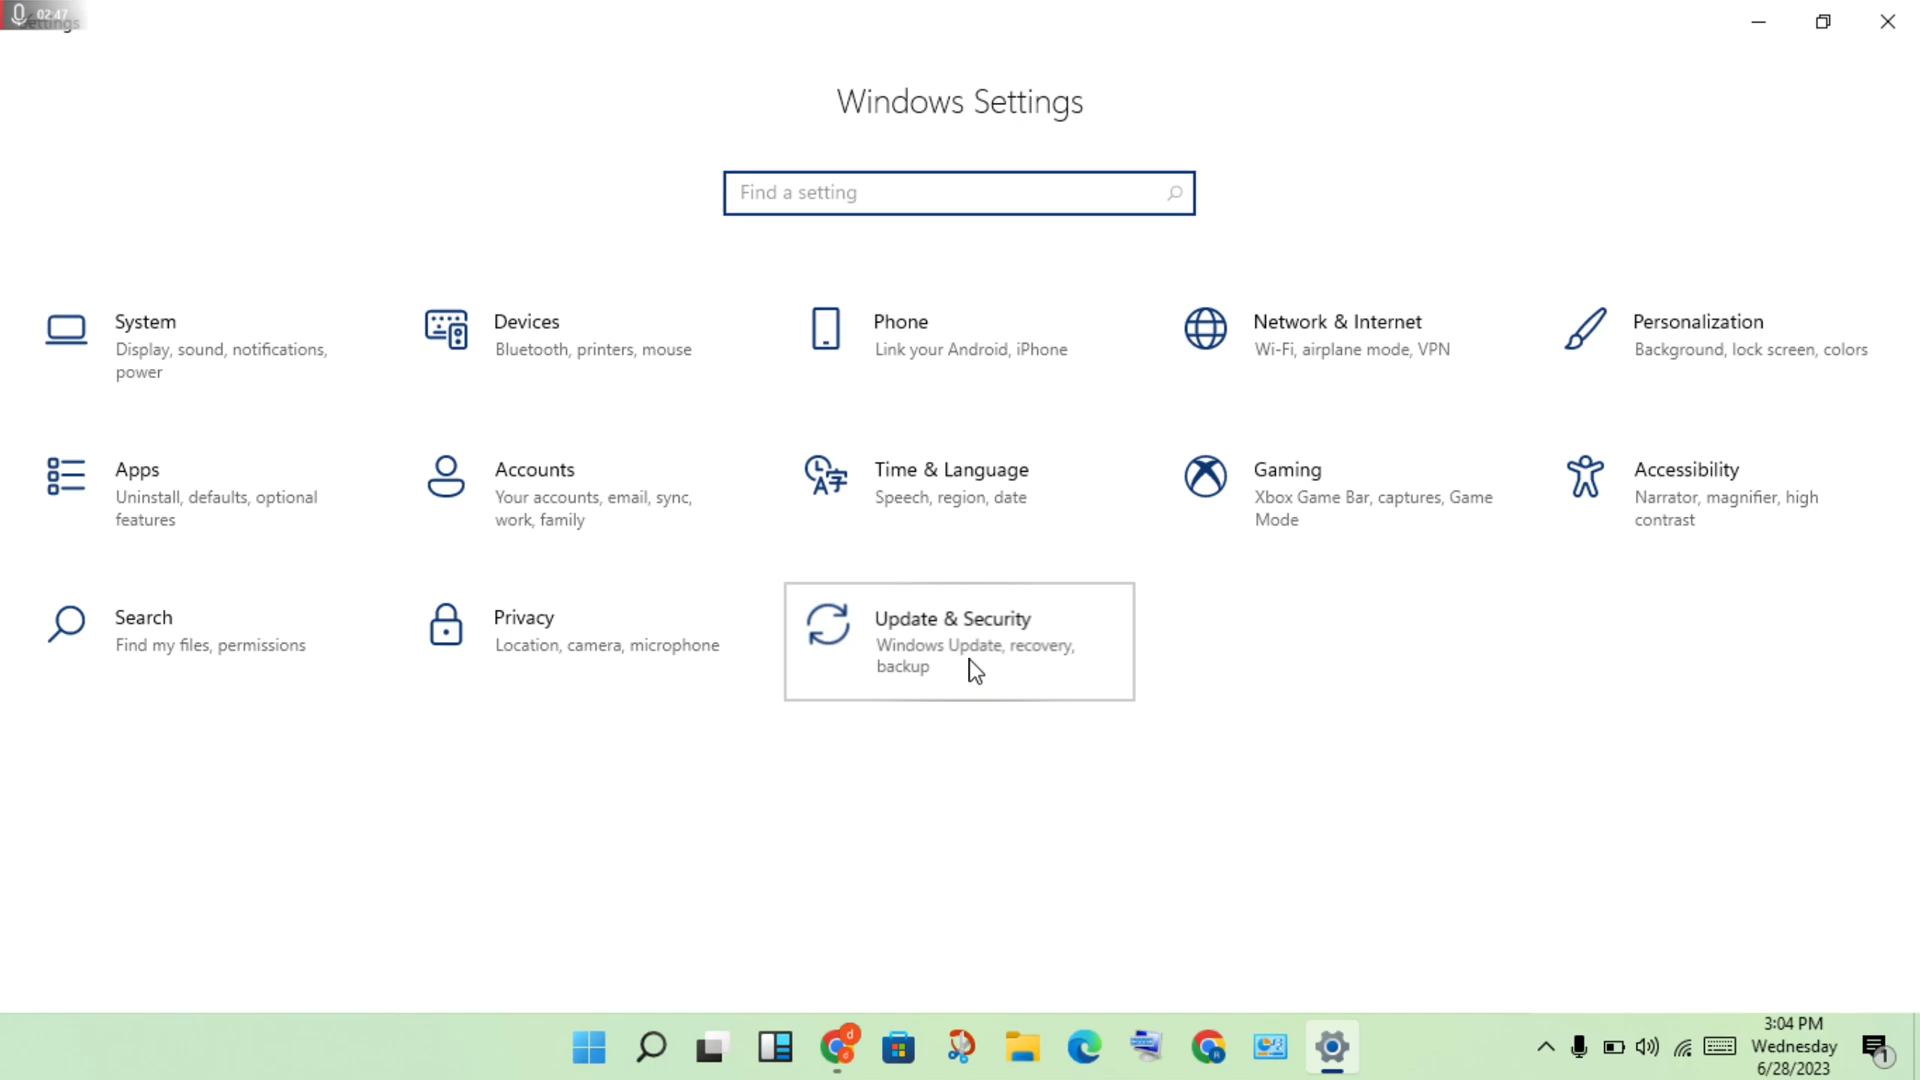 02:47
Settings
Windows Settings
Find a setting
System
Display, sound, notifications,
power
Devices
Bluetooth, printers, mouse
Phone
Link your Android, iPhone
Network & Internet
Wi-Fi, airplane mode, VPN
Personalization
Background, lock screen, colors
Apps
Uninstall, defaults, optional
features
Accounts
Your accounts, email, sync,
work, family
Time & Language
Speech, region, date
Gaming
Xbox Game Bar, captures, Game
Mode
Accessibility
Narrator, magnifier, high
contrast
Search
Find my files, permissions
Privacy
Location, camera, microphone
Update & Security
Windows Update, recovery,
backup
d
d
3:04 PM
Wednesday
6/28/2023
1